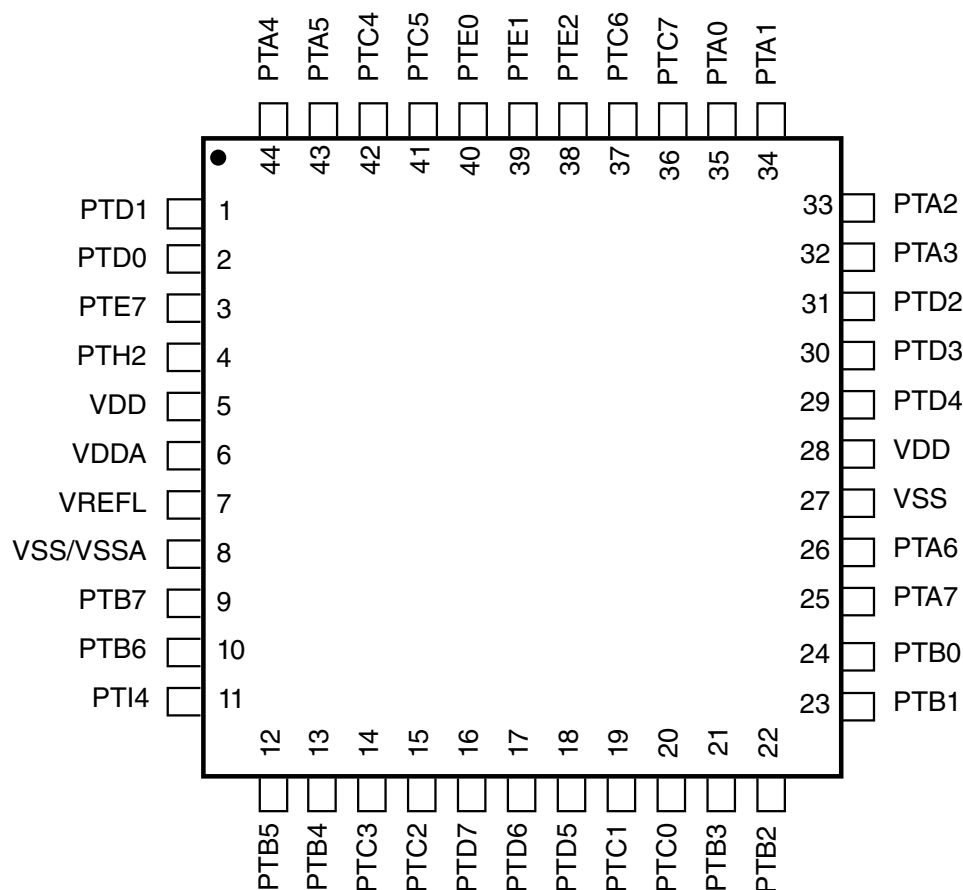 PTA4 PTA5 PTC4 PTC5 PTE0 PTE1 PTE2 PTC6 PTC7 PTA0 PTA1
44 43 42 41 40 39 38 37 36 35 34
PTD1 1 33 PTA2
PTD0 2 32 PTA3
PTE7 3 31 PTD2
PTH2 4 30 PTD3
VDD 5 29 PTD4
VDDA 6 28 VDD
VREFL 7 27 VSS
VSS/VSSA 8 26 PTA6
PTB7 9 25 PTA7
PTB6 10 24 PTB0
PTI4 11 23 PTB1
12 13 14 15 16 17 18 19 20 21 22
PTB5 PTB4 PTC3 PTC2 PTD7 PTD6 PTD5 PTC1 PTC0 PTB3 PTB2